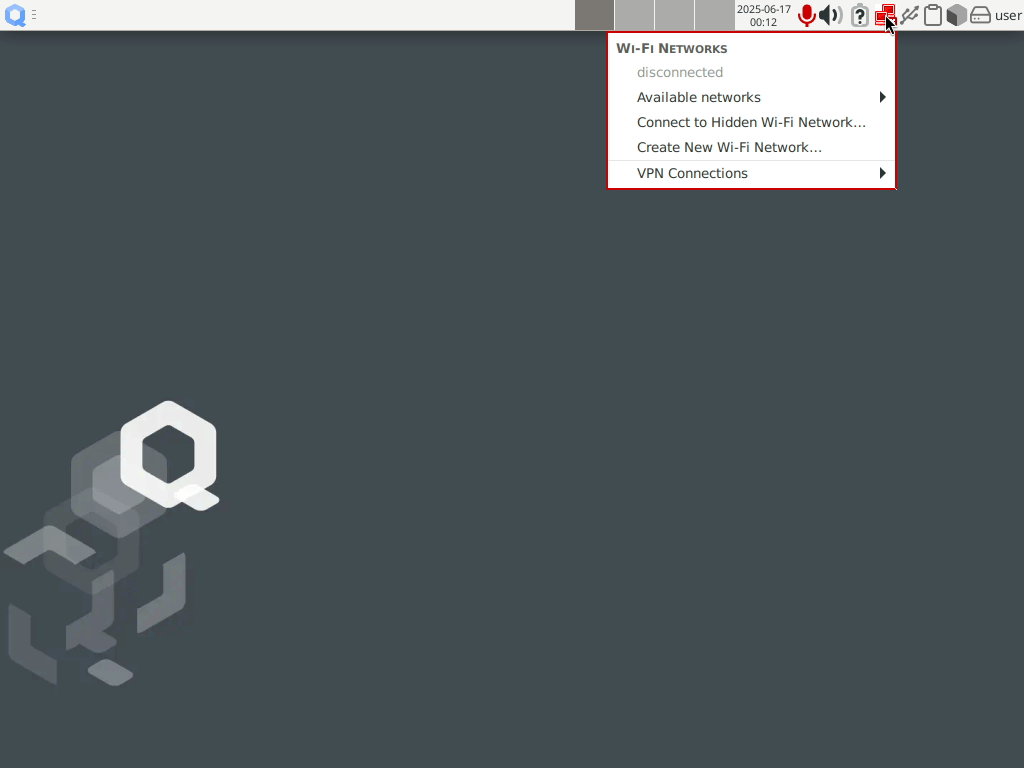 2025-06-17
00:12
user
Wi-Fi Networks
disconnected
Available networks
Connect to Hidden Wi-Fi Network...
Create New Wi-Fi Network...
VPN Connections